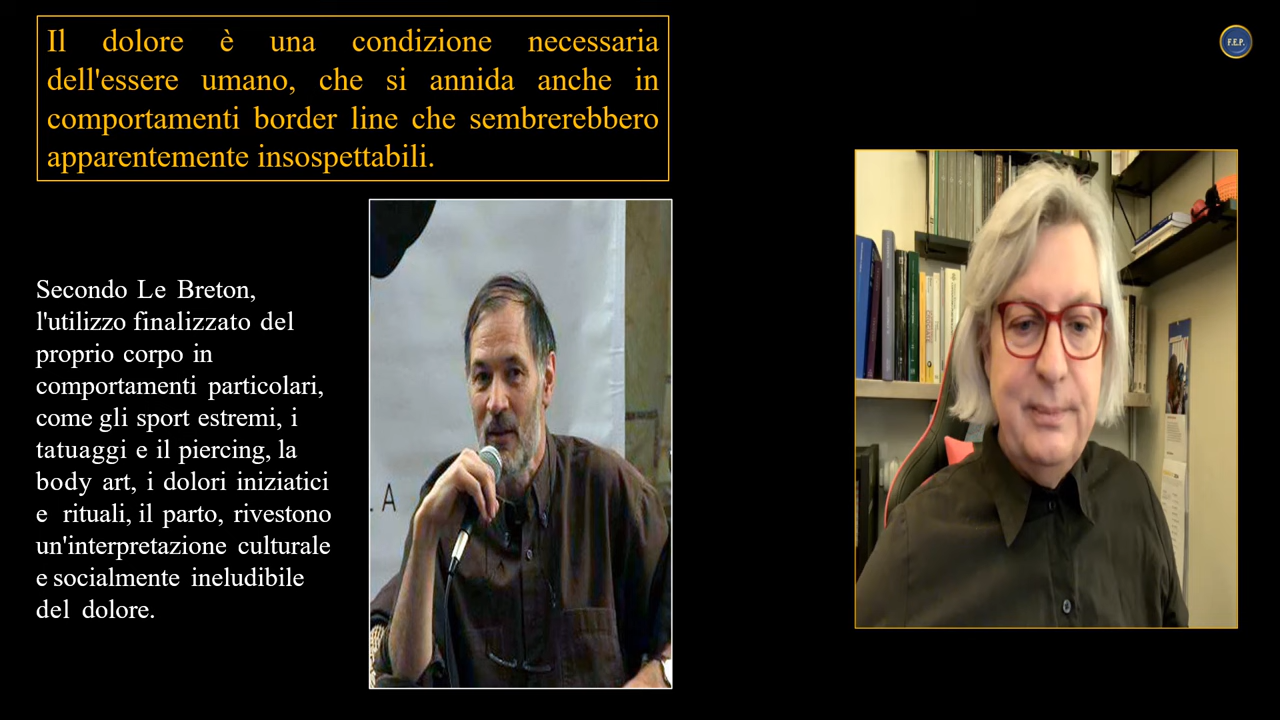 Il dolore è una condizione necessaria
dell'essere umano, che si annida anche in
comportamenti border line che sembrerebbero
apparentemente insospettabili.
F.E.P.
Secondo Le Breton,
l'utilizzo finalizzato del
proprio corpo in
comportamenti particolari,
come gli sport estremi, i
tatuaggi e il piercing, la
body art, i dolori iniziatici
e rituali, il parto, rivestono
un'interpretazione culturale
e socialmente ineludibile
del dolore.
. A